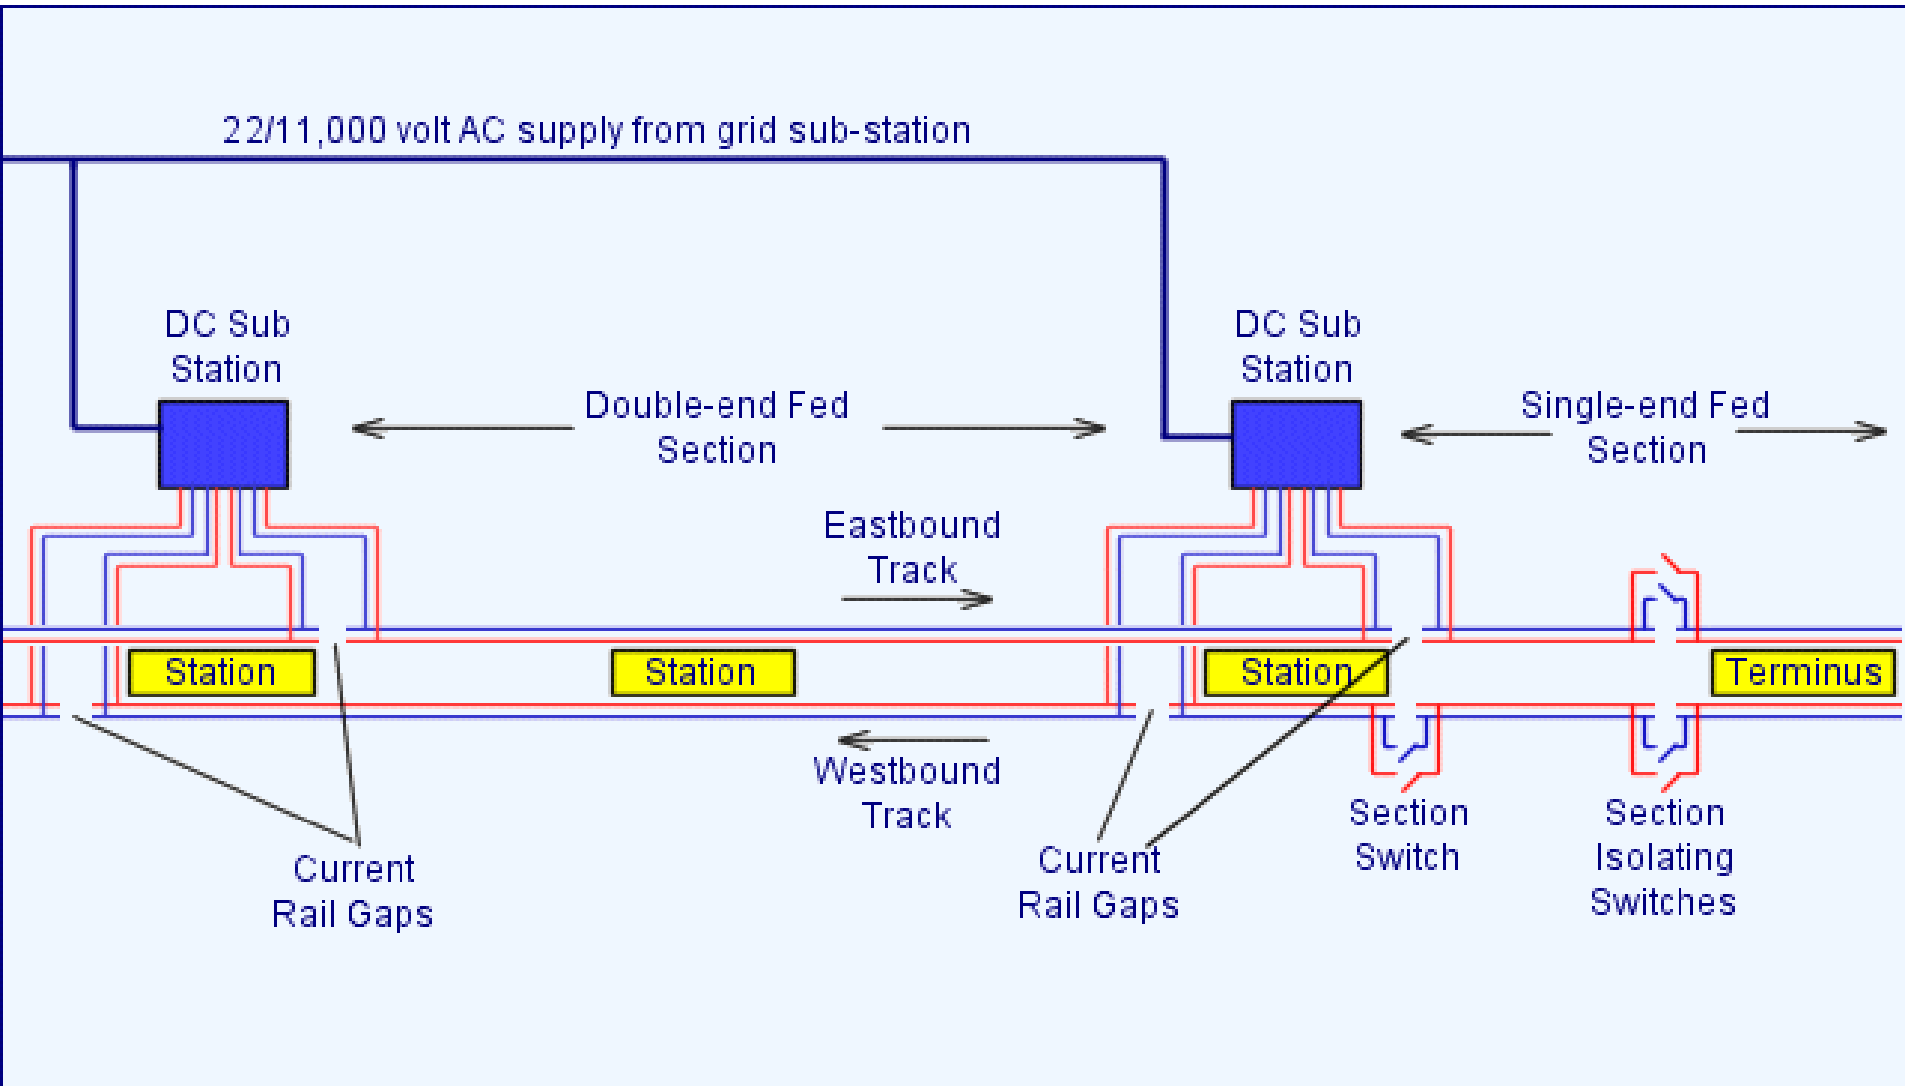 22/11,000 volt AC supply from grid sub-station
DC Sub
Station
DC Sub
Station
Double-end Fed
Section
Single-end Fed
Section
Eastbound
Track
Station
Station
Station
Terminus
Westbound
Track
Current
Rail Gaps
Current
Rail Gaps
Section
Switch
Section
Isolating
Switches